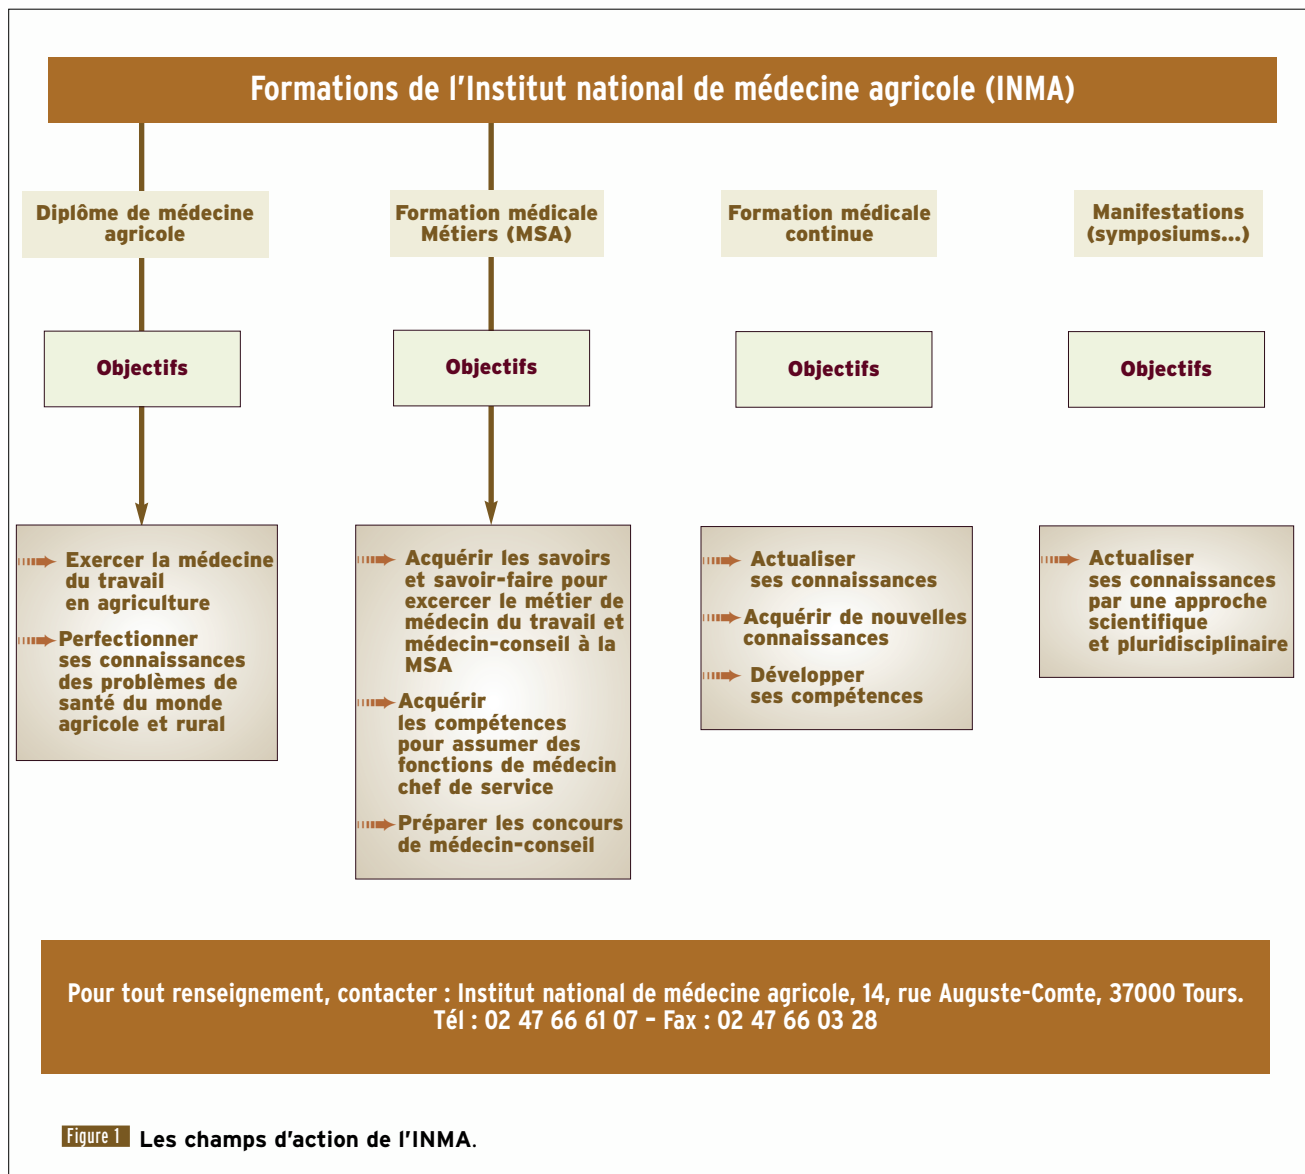 Formations de l'Institut national de médecine agricole (INMA)
Diplôme de médecine
agricole
Formation médicale
Métiers (MSA)
Formation médicale
continue
Manifestations
(symposiums...)
Objectifs
Objectifs
Objectifs
Objectifs
Exercer la médecine
du travail
en agriculture
Perfectionner
ses connaissances
des problèmes de
santé du monde
agricole et rural
Acquérir les savoirs
et savoir-faire pour
excercer le métier de
médecin du travail et
médecin-conseil à la
MSA
Acquérir
les compétences
pour assumer des
fonctions de médecin
chef de service
Préparer les concours
de médecin-conseil
Actualiser
ses connaissances
Acquérir de nouvelles
connaissances
Développer
ses compétences
Actualiser
ses connaissances
par une approche
scientifique
et pluridisciplinaire
Pour tout renseignement, contacter : Institut national de médecine agricole, 14, rue Auguste-Comte, 37000 Tours.
Tél : 02 47 66 61 07 – Fax : 02 47 66 03 28
Figure 1 Les champs d'action de l'INMA.